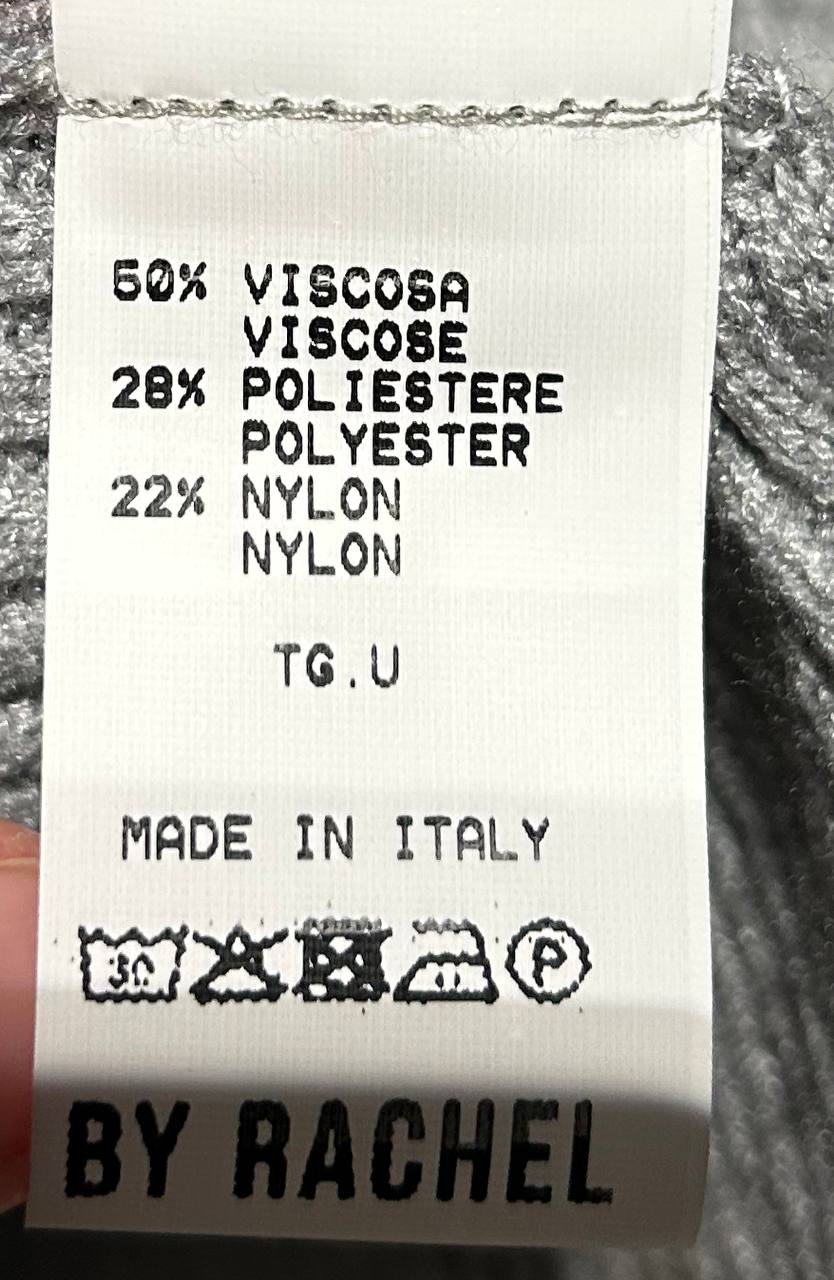 50% VISCOSA
VISCOSE
28% POLIESTERE
POLYESTER
22% NYLON
NYLON
TG.U
MADE IN ITALY
30 P
BY RACHEL